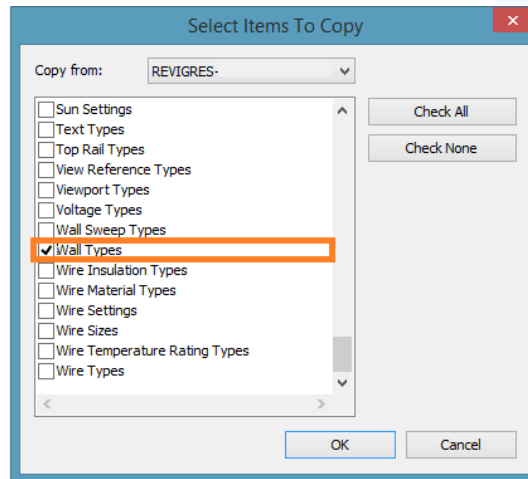 Select Items To Copy
Copy from: REVIGRES-
Sun Settings
Text Types
Top Rail Types
View Reference Types
Viewport Types
Voltage Types
Wall Sweep Types
Wall Types
Wire Insulation Types
Wire Material Types
Wire Settings
Wire Sizes
Wire Temperature Rating Types
Wire Types
Check All
Check None
OK Cancel